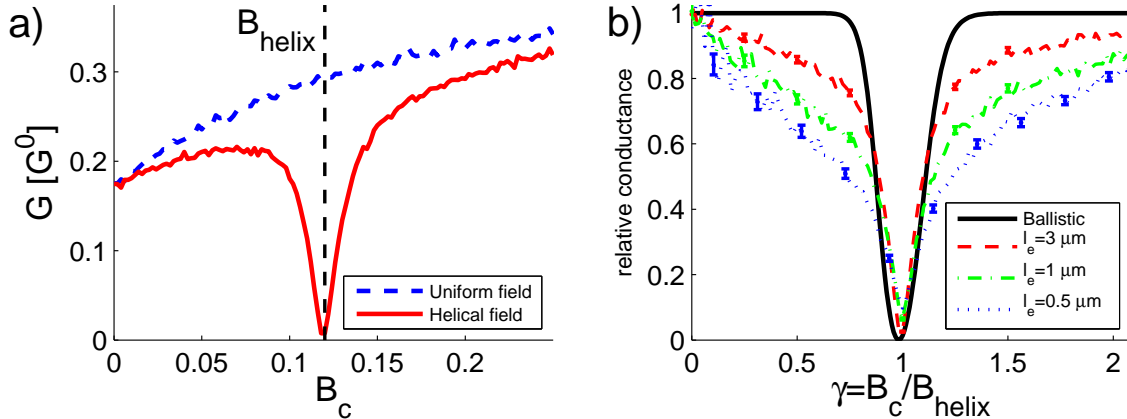 a)
G [G^0]
0.3
0.2
0.1
0
0
0.05
0.1
0.15
0.2
B_c
B_helix
Uniform field
Helical field
b)
relative conductance
1
0.8
0.6
0.4
0.2
0
0
0.5
1
1.5
2
γ=B_c/B_helix
Ballistic
l_e=3 μm
l_e=1 μm
l_e=0.5 μm